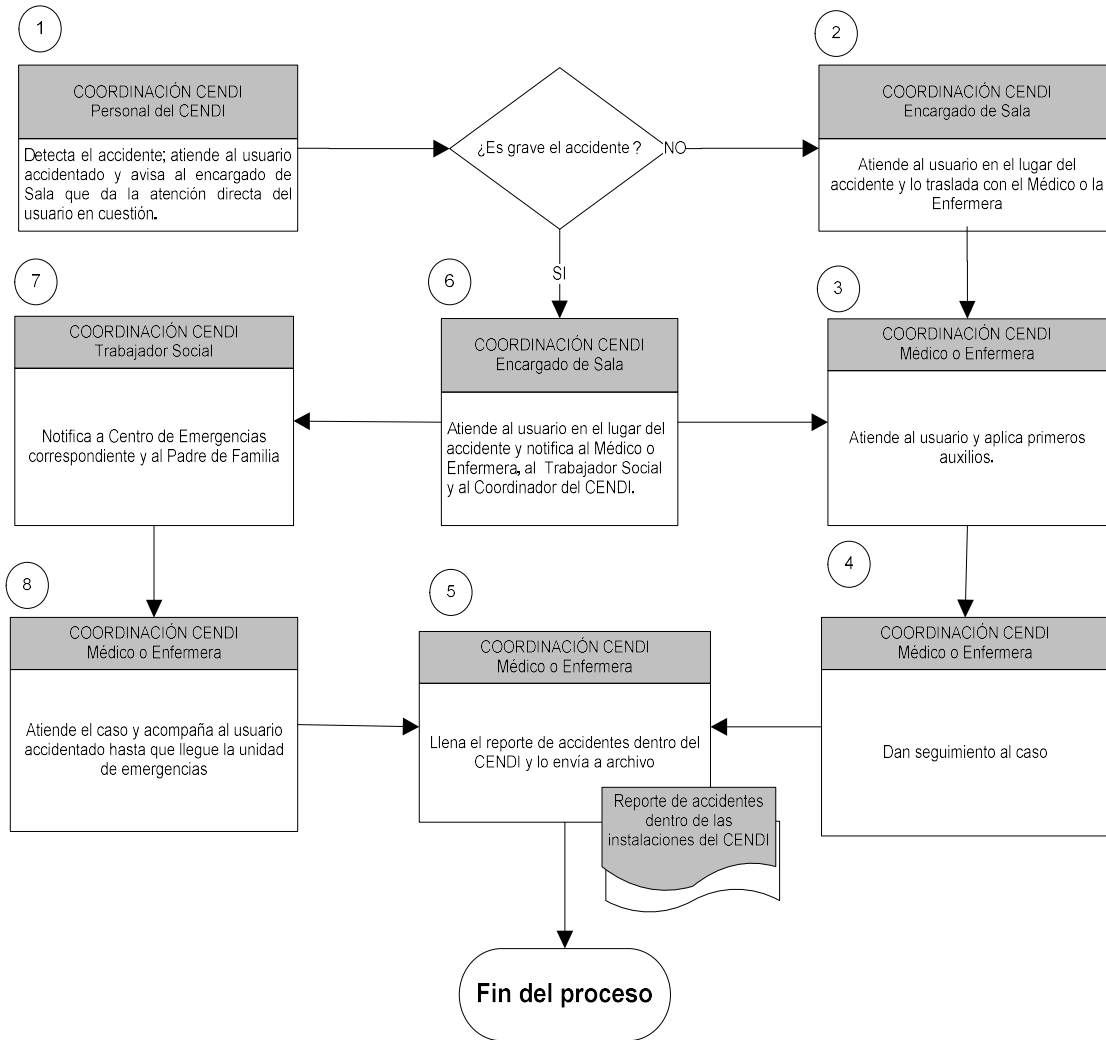 1
COORDINACIÓN CENDI
Personal del CENDI
Detecta el accidente; atiende al usuario
accidentado y avisa al encargado de
Sala que da la atención directa del
usuario en cuestión.
¿Es grave el accidente ?
NO
SI
2
COORDINACIÓN CENDI
Encargado de Sala
Atiende al usuario en el lugar del
accidente y lo traslada con el Médico o la
Enfermera
7
COORDINACIÓN CENDI
Trabajador Social
Notifica a Centro de Emergencias
correspondiente y al Padre de Familia
6
COORDINACIÓN CENDI
Encargado de Sala
Atiende al usuario en el lugar del
accidente y notifica al Médico o
Enfermera, al Trabajador Social
y al Coordinador del CENDI.
3
COORDINACIÓN CENDI
Médico o Enfermera
Atiende al usuario y aplica primeros
auxilios.
8
COORDINACIÓN CENDI
Médico o Enfermera
Atiende el caso y acompaña al usuario
accidentado hasta que llegue la unidad
de emergencias
5
COORDINACIÓN CENDI
Médico o Enfermera
Llena el reporte de accidentes dentro del
CENDI y lo envía a archivo
Reporte de accidentes
dentro de las
instalaciones del CENDI
4
COORDINACIÓN CENDI
Médico o Enfermera
Dan seguimiento al caso
Fin del proceso